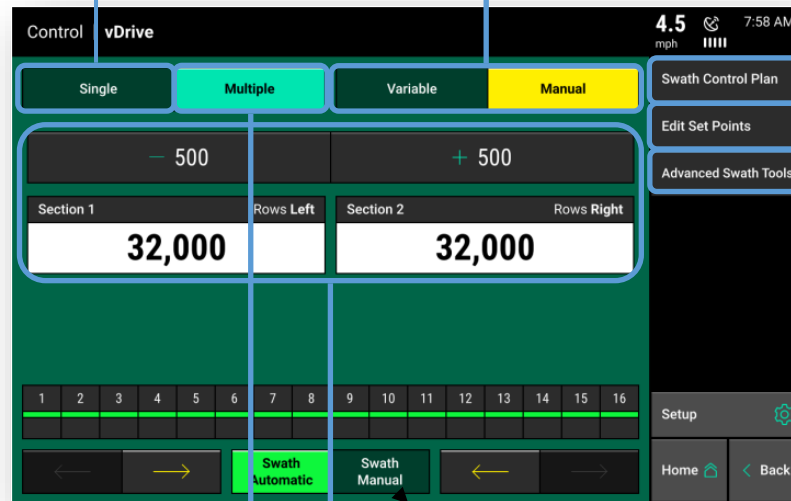 Control vDrive
4.5 mph
7:58 AM
Single
Multiple
Variable
Manual
− 500
+ 500
Section 1
Rows Left
Section 2
Rows Right
32,000
32,000
1 2 3 4 5 6 7 8 9 10 11 12 13 14 15 16
Swath
Automatic
Swath
Manual
Swath Control Plan
Edit Set Points
Advanced Swath Tools
Setup
Home
< Back